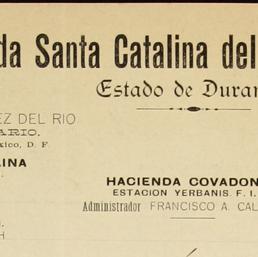 da Santa Catalina del
Estado de Duran
EZ DEL RIO
ARIO.
xico, D. F.
LINA
HACIENDA COVADON
ESTACION YERBANIS. F. I.
Administrador FRANCISCO A. CAL
H